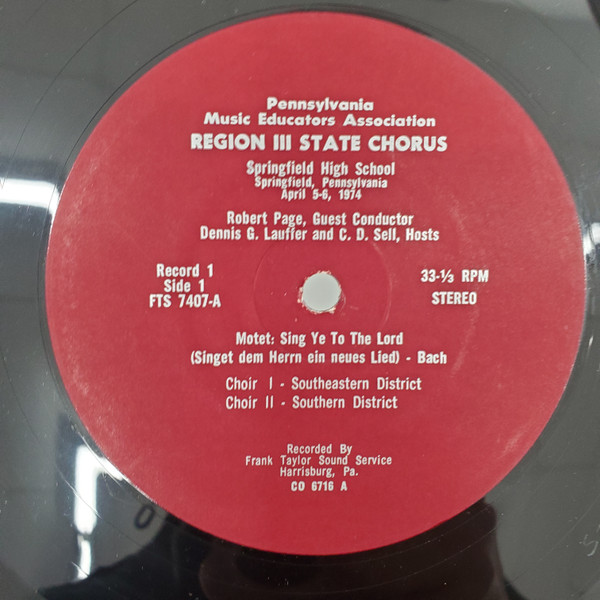 Pennsylvania
Music Educators Association
REGION III STATE CHORUS
Springfield High School
Springfield, Pennsylvania
April 5-6, 1974
Robert Page, Guest Conductor
Dennis G. Lauffer and C. D. Sell, Hosts
Record 1
Side 1
FTS 7407-A
33-⅓ RPM
STEREO
Motet: Sing Ye To The Lord
(Singet dem Herrn ein neues Lied) - Bach
Choir I - Southeastern District
Choir II - Southern District
Recorded By
Frank Taylor Sound Service
Harrisburg, Pa.
CO 6716 A